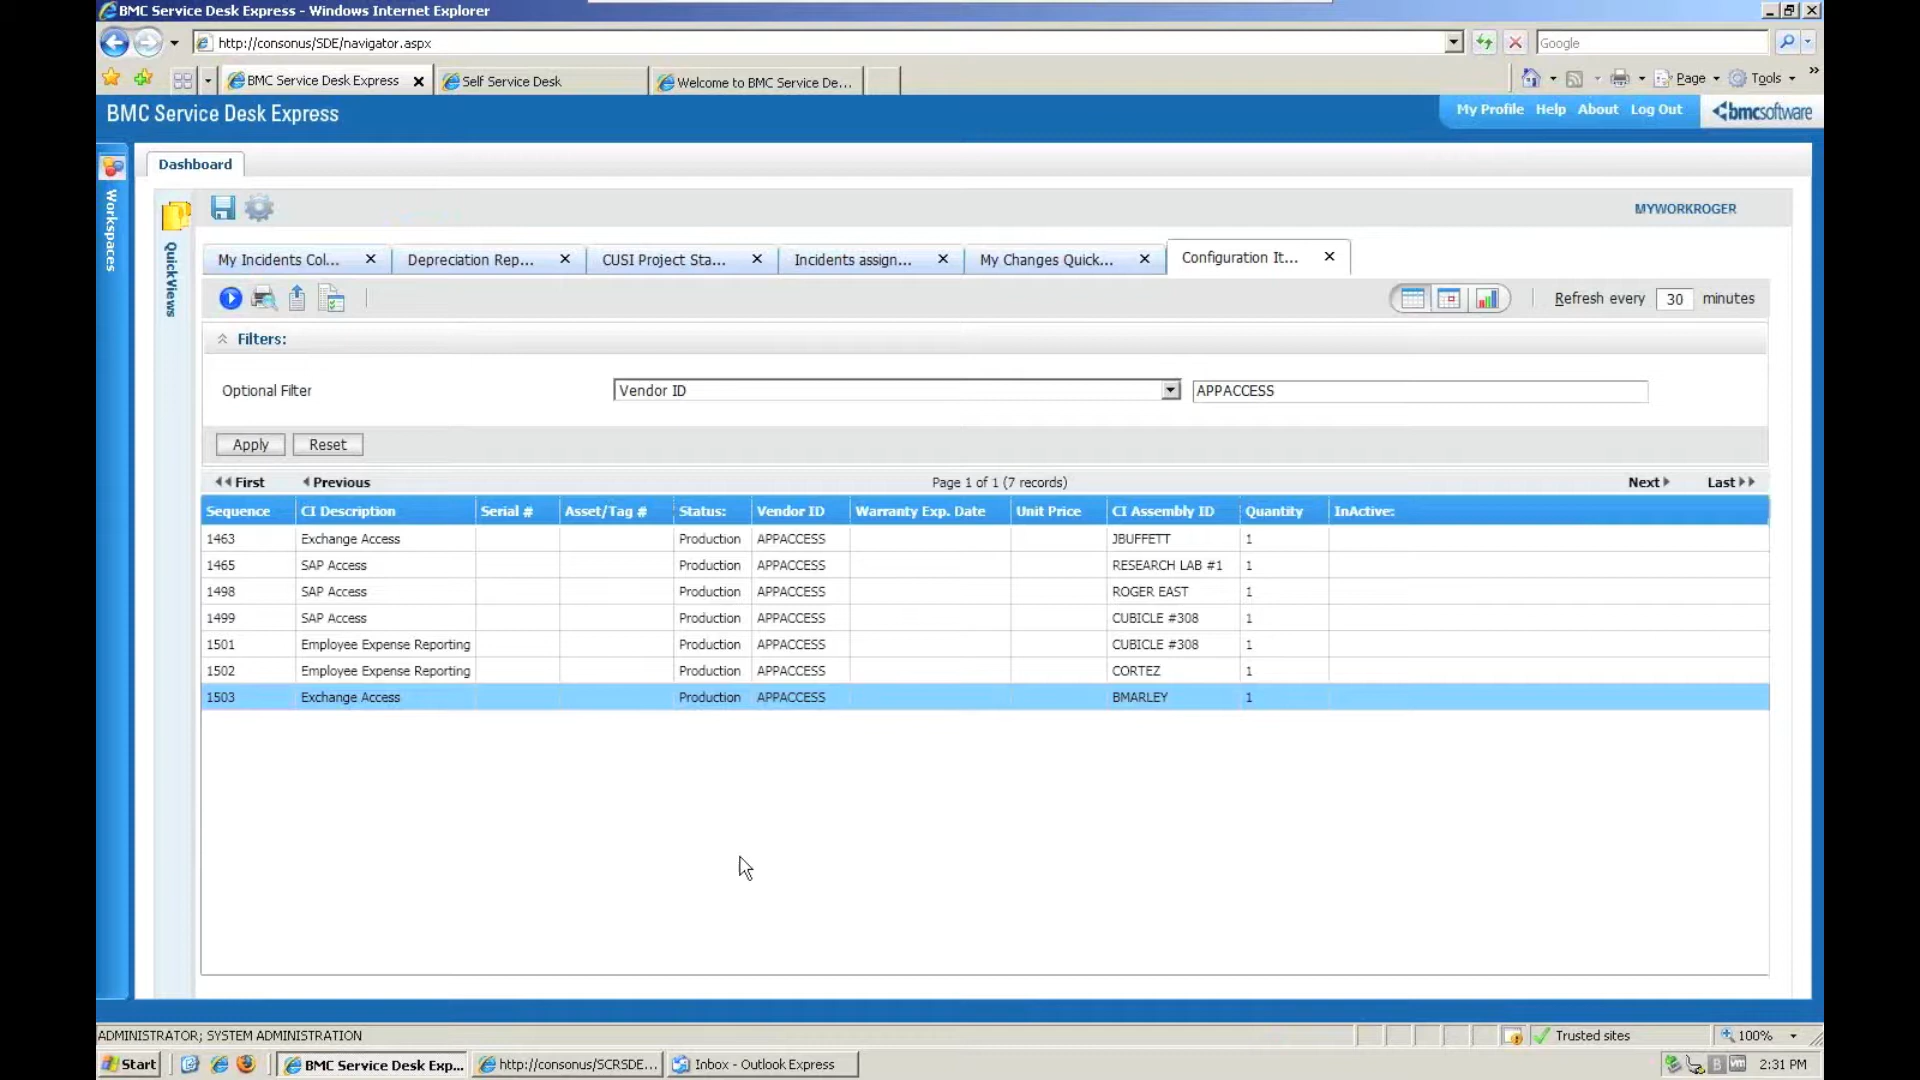 BMC Service Desk Express - Windows Internet Explorer
http://consonus/SDE/navigator.aspx
Google
BMC Service Desk Express
Self Service Desk
Welcome to BMC Service De...
Page
Tools
BMC Service Desk Express
My Profile Help About Log Out
bmcsoftware
Workspaces
Dashboard
QuickViews
MYWORKROGER
My Incidents Col...
Depreciation Rep...
CUSI Project Sta...
Incidents assign...
My Changes Quick...
Configuration It...
Refresh every 30 minutes
Filters:
Optional Filter Vendor ID APPACCESS
Apply Reset
First Previous Page 1 of 1 (7 records) Next Last
Sequence CI Description Serial # Asset/Tag # Status: Vendor ID Warranty Exp. Date Unit Price CI Assembly ID Quantity InActive:
1463 Exchange Access Production APPACCESS JBUFFETT 1
1465 SAP Access Production APPACCESS RESEARCH LAB #1 1
1498 SAP Access Production APPACCESS ROGER EAST 1
1499 SAP Access Production APPACCESS CUBICLE #308 1
1501 Employee Expense Reporting Production APPACCESS CUBICLE #308 1
1502 Employee Expense Reporting Production APPACCESS CORTEZ 1
1503 Exchange Access Production APPACCESS BMARLEY 1
ADMINISTRATOR; SYSTEM ADMINISTRATION
Trusted sites
100%
Start
BMC Service Desk Exp...
http://consonus/SCRSDE...
Inbox - Outlook Express
2:31 PM